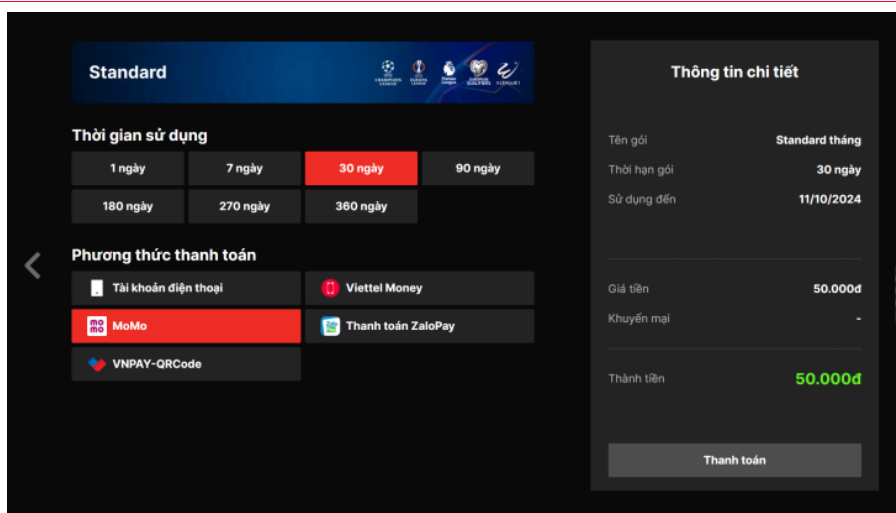 Standard
Thời gian sử dụng
1 ngày
7 ngày
30 ngày
90 ngày
180 ngày
270 ngày
360 ngày
Phương thức thanh toán
Tài khoản điện thoại
Viettel Money
MoMo
Thanh toán ZaloPay
VNPAY-QRCode
Thông tin chi tiết
Tên gói
Standard tháng
Thời hạn gói
30 ngày
Sử dụng đến
11/10/2024
Giá tiền
50.000đ
Khuyến mại
-
Thành tiền
50.000đ
Thanh toán